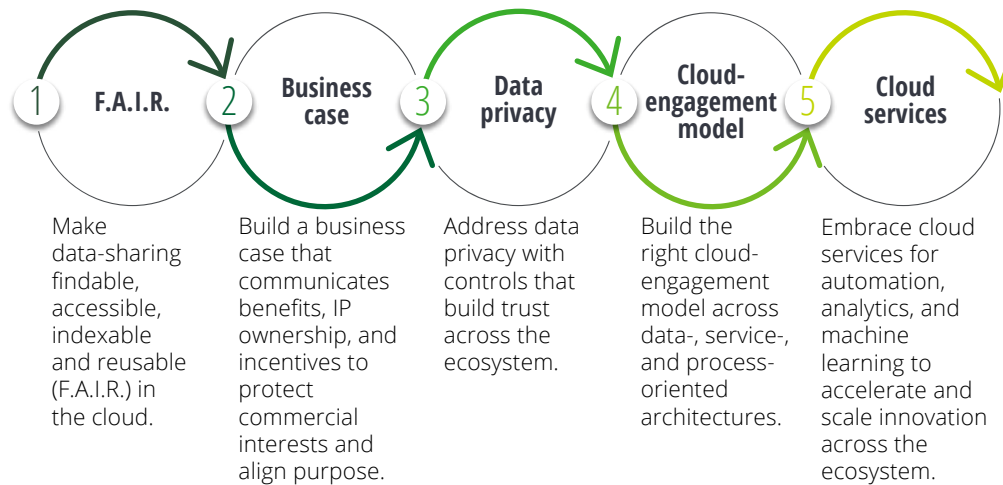 1
F.A.I.R.
Make
data-sharing
findable,
accessible,
indexable
and reusable
(F.A.I.R.) in
the cloud.
2
Business
case
Build a business
case that
communicates
benefits, IP
ownership, and
incentives to
protect
commercial
interests and
align purpose.
3
Data
privacy
Address data
privacy with
controls that
build trust
across the
ecosystem.
4
Cloud-
engagement
model
Build the
right cloud-
engagement
model across
data-, service-,
and process-
oriented
architectures.
5
Cloud
services
Embrace cloud
services for
automation,
analytics, and
machine
learning to
accelerate and
scale innovation
across the
ecosystem.